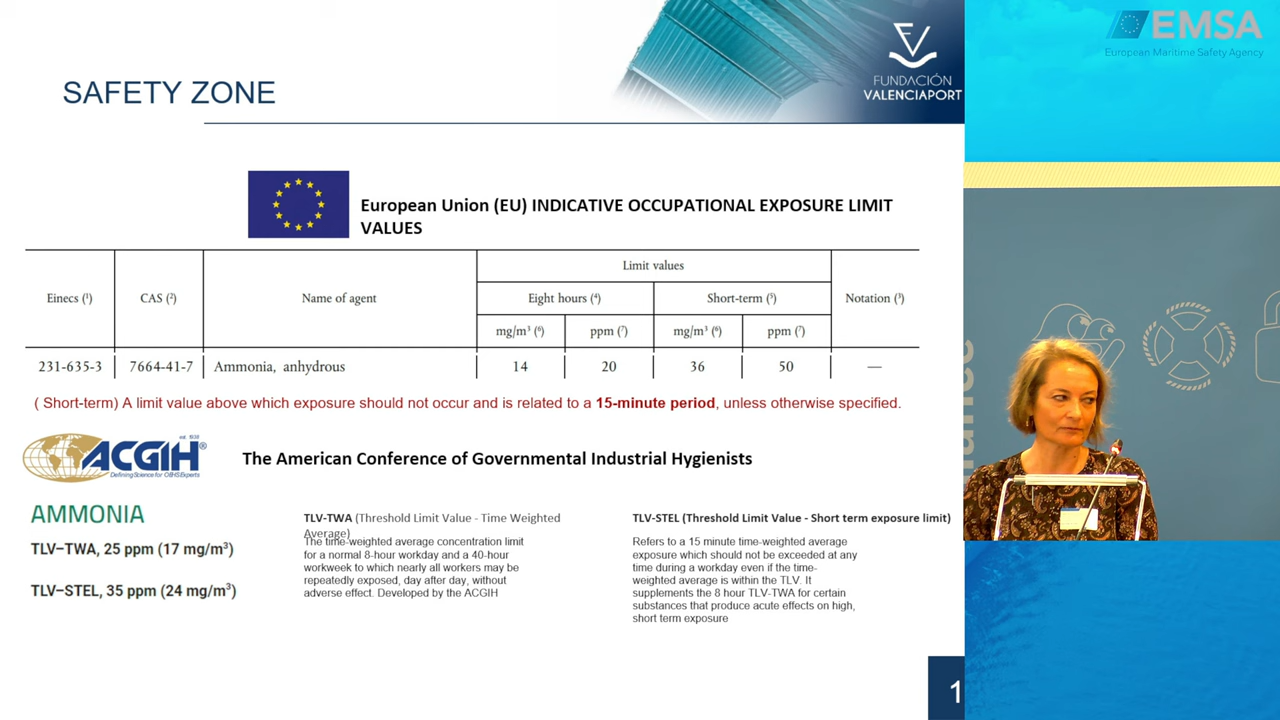 SAFETY ZONE
FUNDACIÓN
VALENCIAPORT
EMSA
European Maritime Safety Agency
European Union (EU) INDICATIVE OCCUPATIONAL EXPOSURE LIMIT
VALUES
Einecs (1) CAS (2) Name of agent Limit values Notation (3)
Eight hours (4) Short-term (5)
mg/m³ (6) ppm (7) mg/m³ (6) ppm (7)
231-635-3 7664-41-7 Ammonia, anhydrous 14 20 36 50 —
( Short-term) A limit value above which exposure should not occur and is related to a 15-minute period, unless otherwise specified.
est. 1938
ACGIH®
Defining Science for OEHS Experts
The American Conference of Governmental Industrial Hygienists
AMMONIA
TLV–TWA, 25 ppm (17 mg/m³)
TLV–STEL, 35 ppm (24 mg/m³)
TLV-TWA (Threshold Limit Value - Time Weighted
Average)
The time-weighted average concentration limit
for a normal 8-hour workday and a 40-hour
workweek to which nearly all workers may be
repeatedly exposed, day after day, without
adverse effect. Developed by the ACGIH
TLV-STEL (Threshold Limit Value - Short term exposure limit)
Refers to a 15 minute time-weighted average
exposure which should not be exceeded at any
time during a workday even if the time-
weighted average is within the TLV. It
supplements the 8 hour TLV-TWA for certain
substances that produce acute effects on high,
short term exposure
1